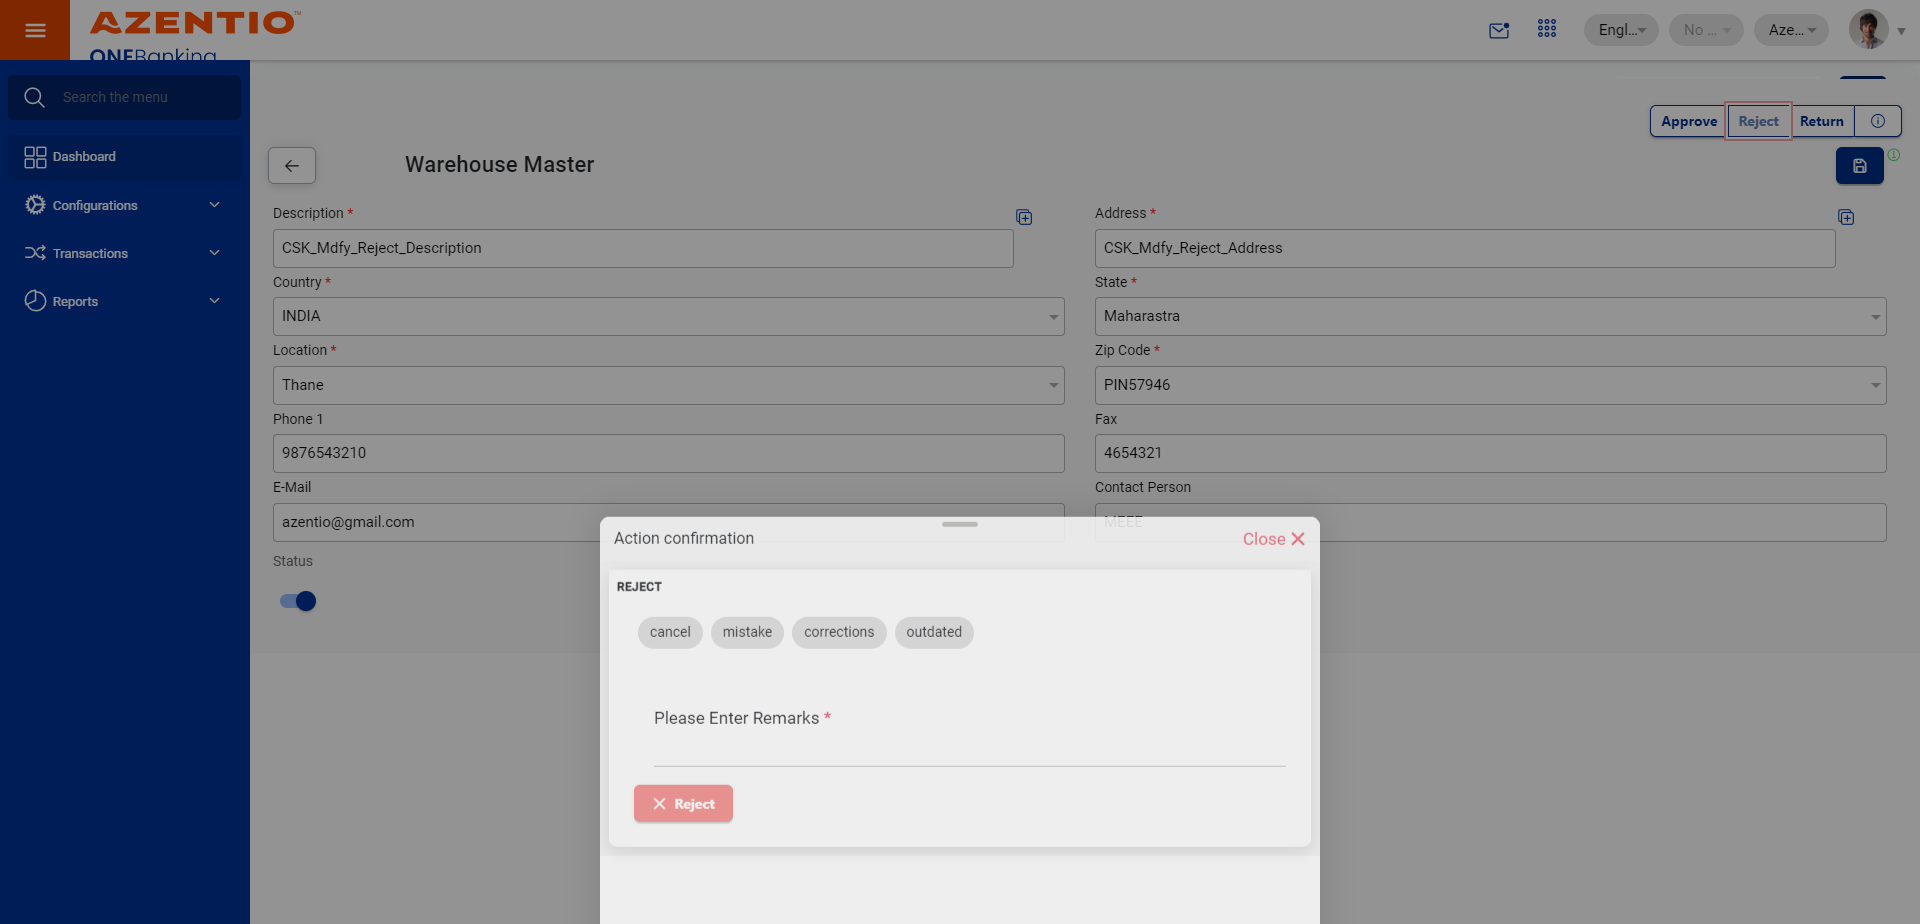 AZENTIO™
ONEBanking
Engl...
No ...
Aze...
Search the menu
Dashboard
Configurations
Transactions
Reports
Approve
Reject
Return
Warehouse Master
Description *
CSK_Mdfy_Reject_Description
Address *
CSK_Mdfy_Reject_Address
Country *
INDIA
State *
Maharastra
Location *
Thane
Zip Code *
PIN57946
Phone 1
9876543210
Fax
4654321
E-Mail
azentio@gmail.com
Contact Person
MEEE
Status
Action confirmation
Close
REJECT
cancel
mistake
corrections
outdated
Please Enter Remarks *
Reject